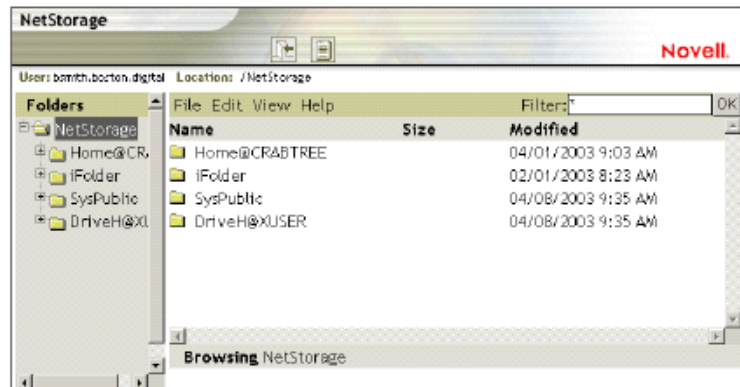 NetStorage
Novell.
User: bsmith.boston.digital Location: /NetStorage
Folders
NetStorage
Home@CR
iFolder
SysPublic
DriveH@XU
File Edit View Help Filter: * OK
Name Size Modified
Home@CRABTREE 04/01/2003 9:03 AM
iFolder 02/01/2003 8:23 AM
SysPublic 04/08/2003 9:35 AM
DriveH@XUSER 04/08/2003 9:35 AM
Browsing NetStorage